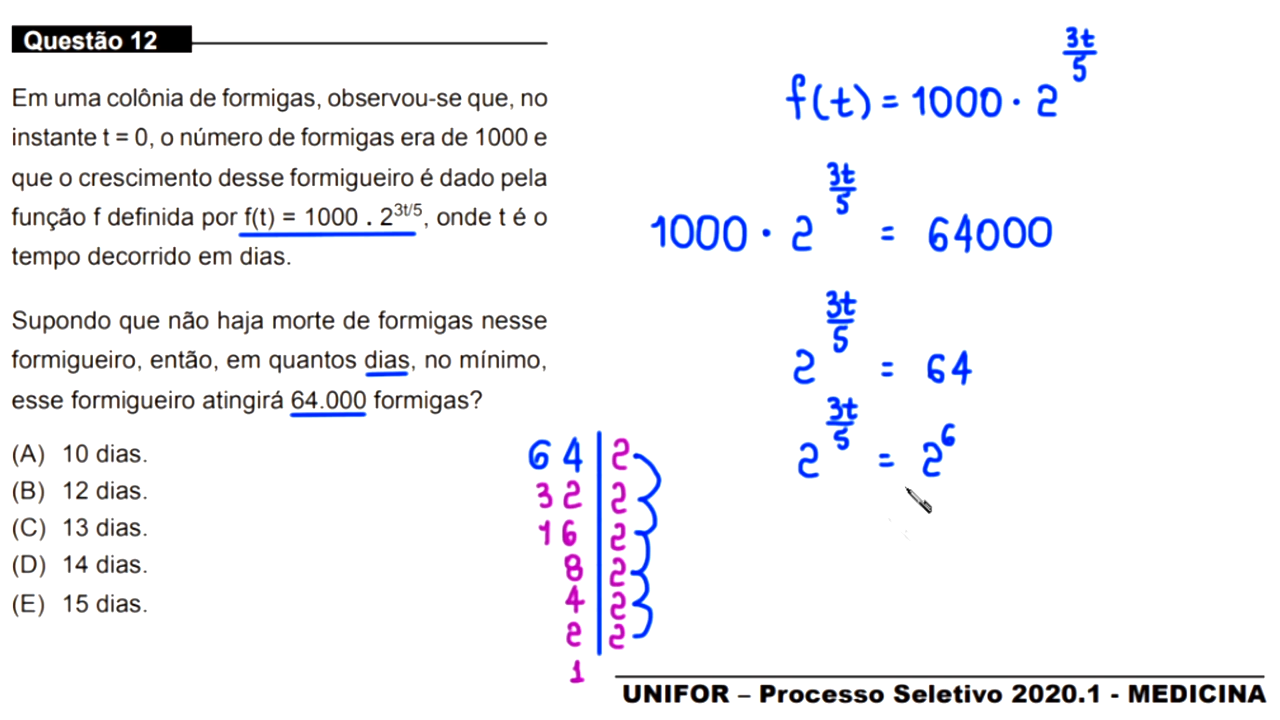 Questão 12
Em uma colônia de formigas, observou-se que, no
instante t = 0, o número de formigas era de 1000 e
que o crescimento desse formigueiro é dado pela
função f definida por f(t) = 1000 . 2^{3t/5}, onde t é o
tempo decorrido em dias.
Supondo que não haja morte de formigas nesse
formigueiro, então, em quantos dias, no mínimo,
esse formigueiro atingirá 64.000 formigas?
(A) 10 dias.
(B) 12 dias.
(C) 13 dias.
(D) 14 dias.
(E) 15 dias.
f(t) = 1000 · 2^{3t/5}
1000 · 2^{3t/5} = 64000
2^{3t/5} = 64
2^{3t/5} = 2^6
64 | 2
32 | 2
16 | 2
8 | 2
4 | 2
2 | 2
1
UNIFOR – Processo Seletivo 2020.1 - MEDICINA